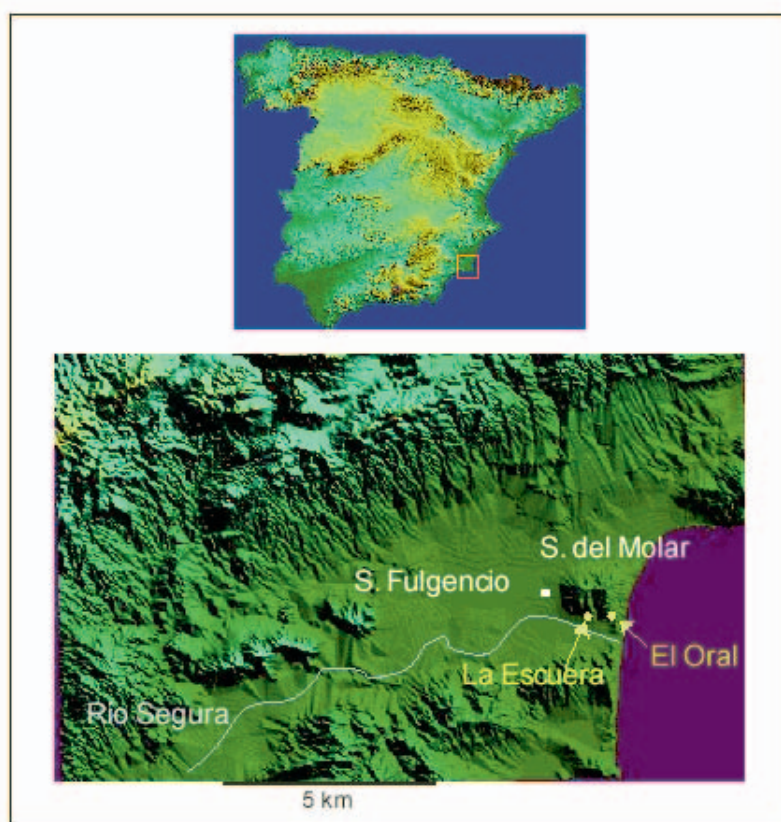 S. del Molar
S. Fulgencio
El Oral
La Escuera
Rio Segura
5 km